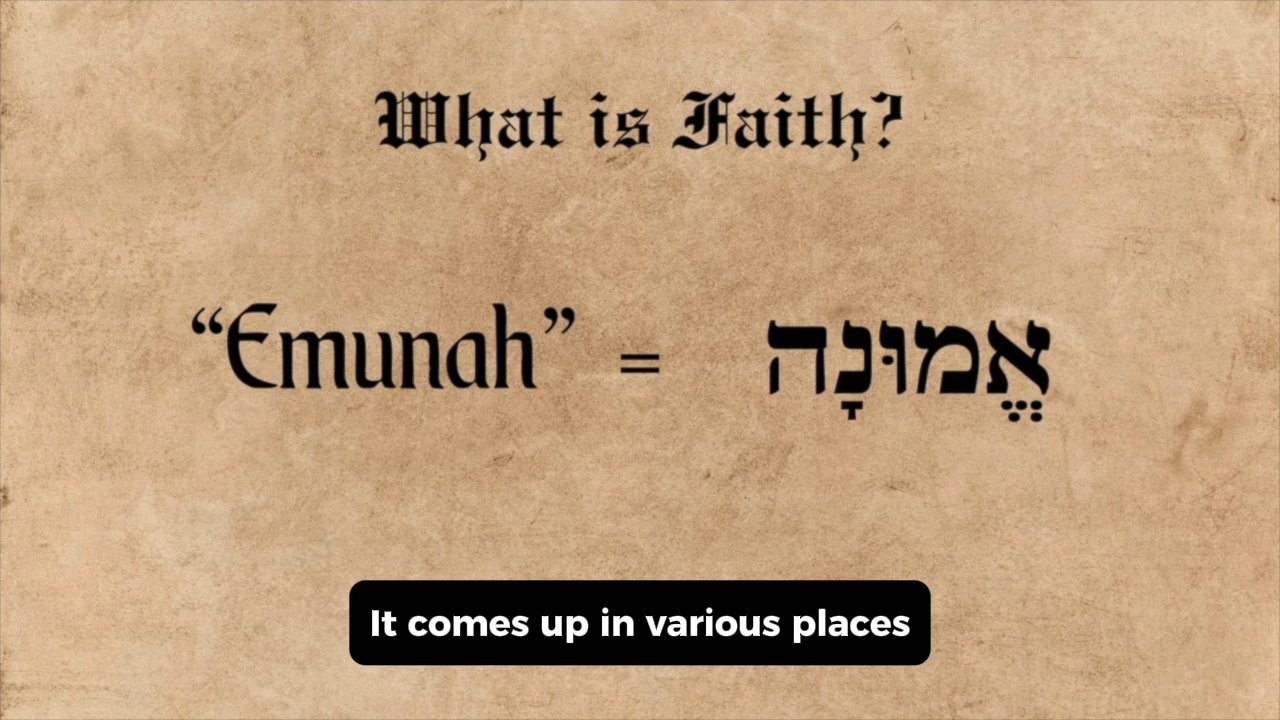 What is Faith?
“Emunah” = אֱמוּנָה
It comes up in various places